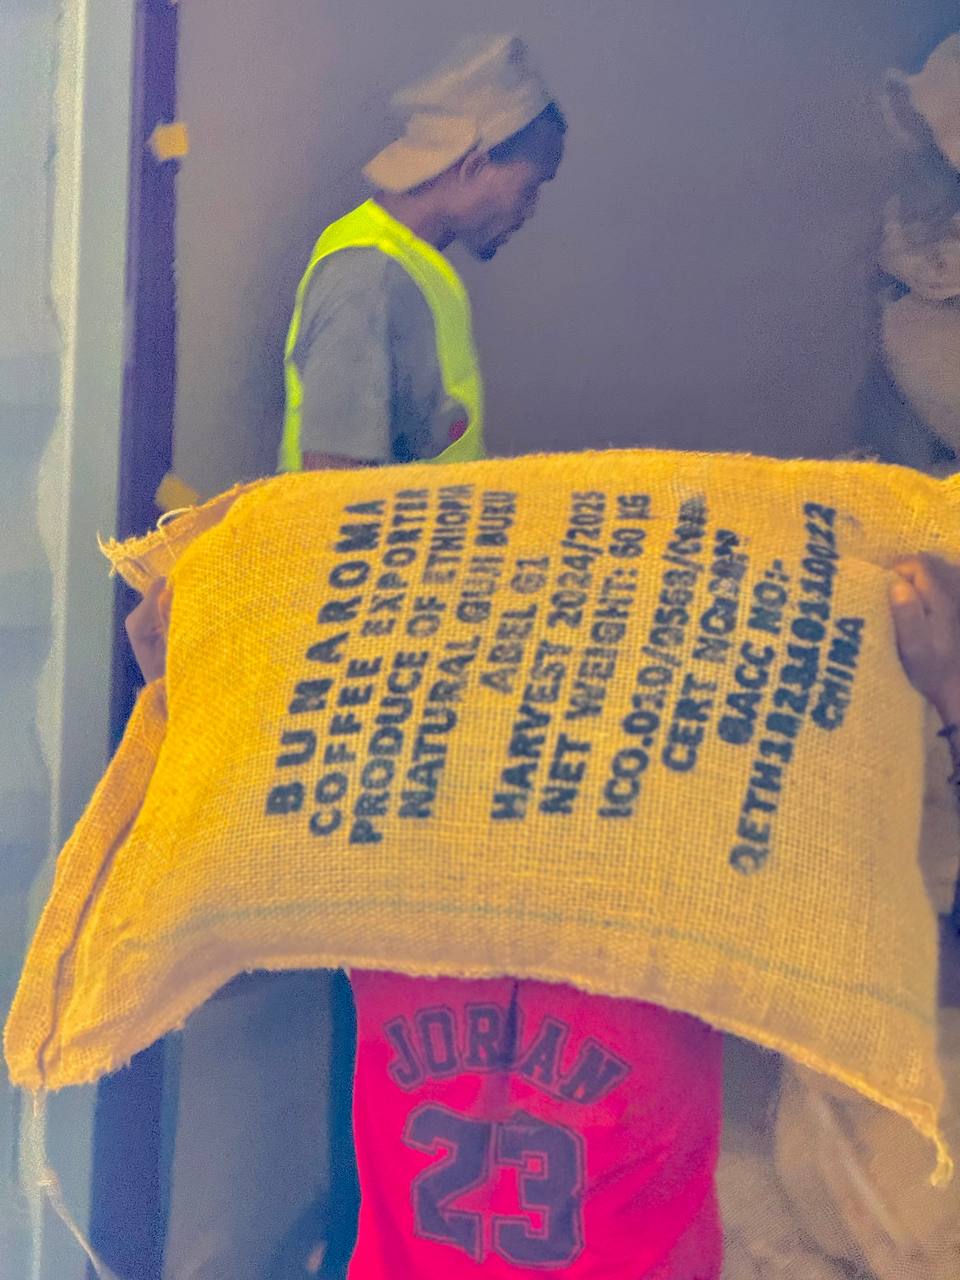 BUNAROMA
COFFEE EXPORTER
PRODUCE OF ETHIOPIA
NATURAL GUJI BUKU
ABEL G1
HARVEST 2024/2025
NET WEIGHT: 60 KG
CERT NO:
GACC NO:-
CHINA
JORDAN
23